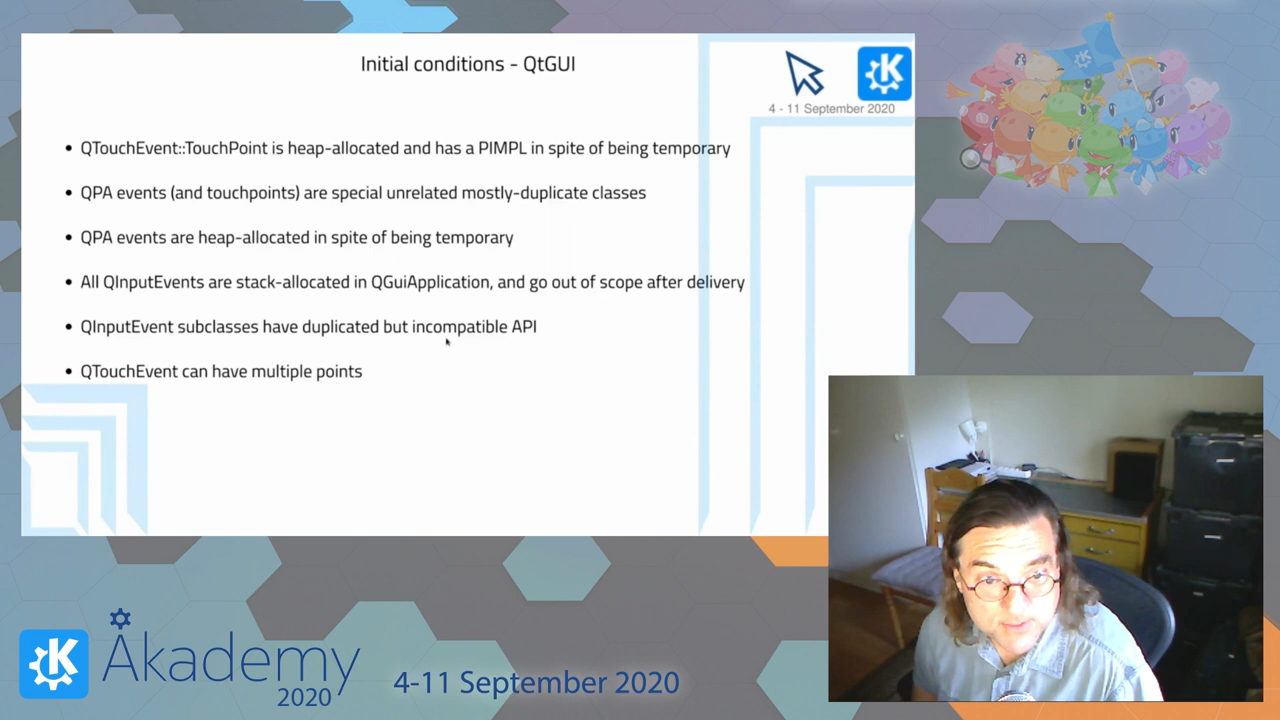 Initial conditions - QtGUI
4 - 11 September 2020
• QTouchEvent::TouchPoint is heap-allocated and has a PIMPL in spite of being temporary
• QPA events (and touchpoints) are special unrelated mostly-duplicate classes
• QPA events are heap-allocated in spite of being temporary
• All QInputEvents are stack-allocated in QGuiApplication, and go out of scope after delivery
• QInputEvent subclasses have duplicated but incompatible API
• QTouchEvent can have multiple points
Akademy
2020
4-11 September 2020